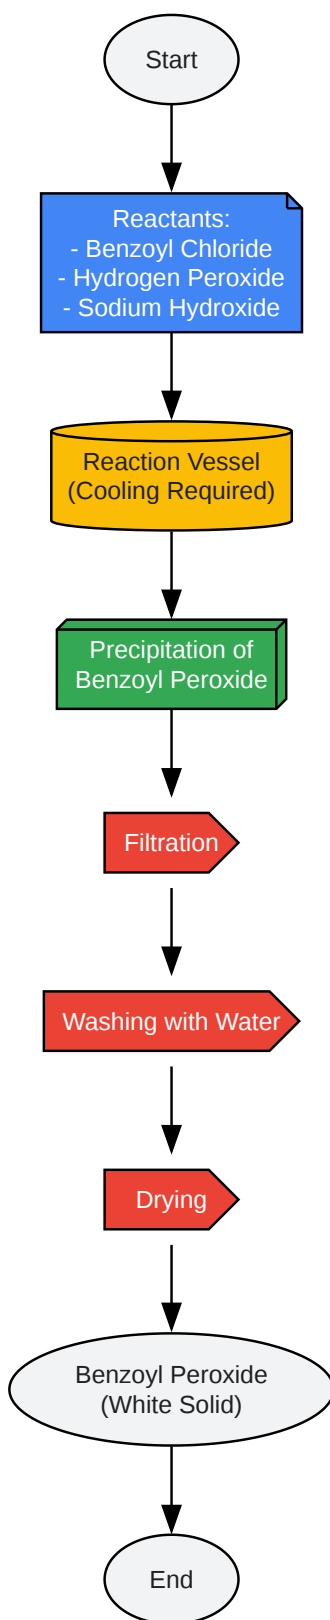 Start
Reactants:
- Benzoyl Chloride
- Hydrogen Peroxide
- Sodium Hydroxide
Reaction Vessel
(Cooling Required)
Precipitation of
Benzoyl Peroxide
Filtration
Washing with Water
Drying
Benzoyl Peroxide
(White Solid)
End